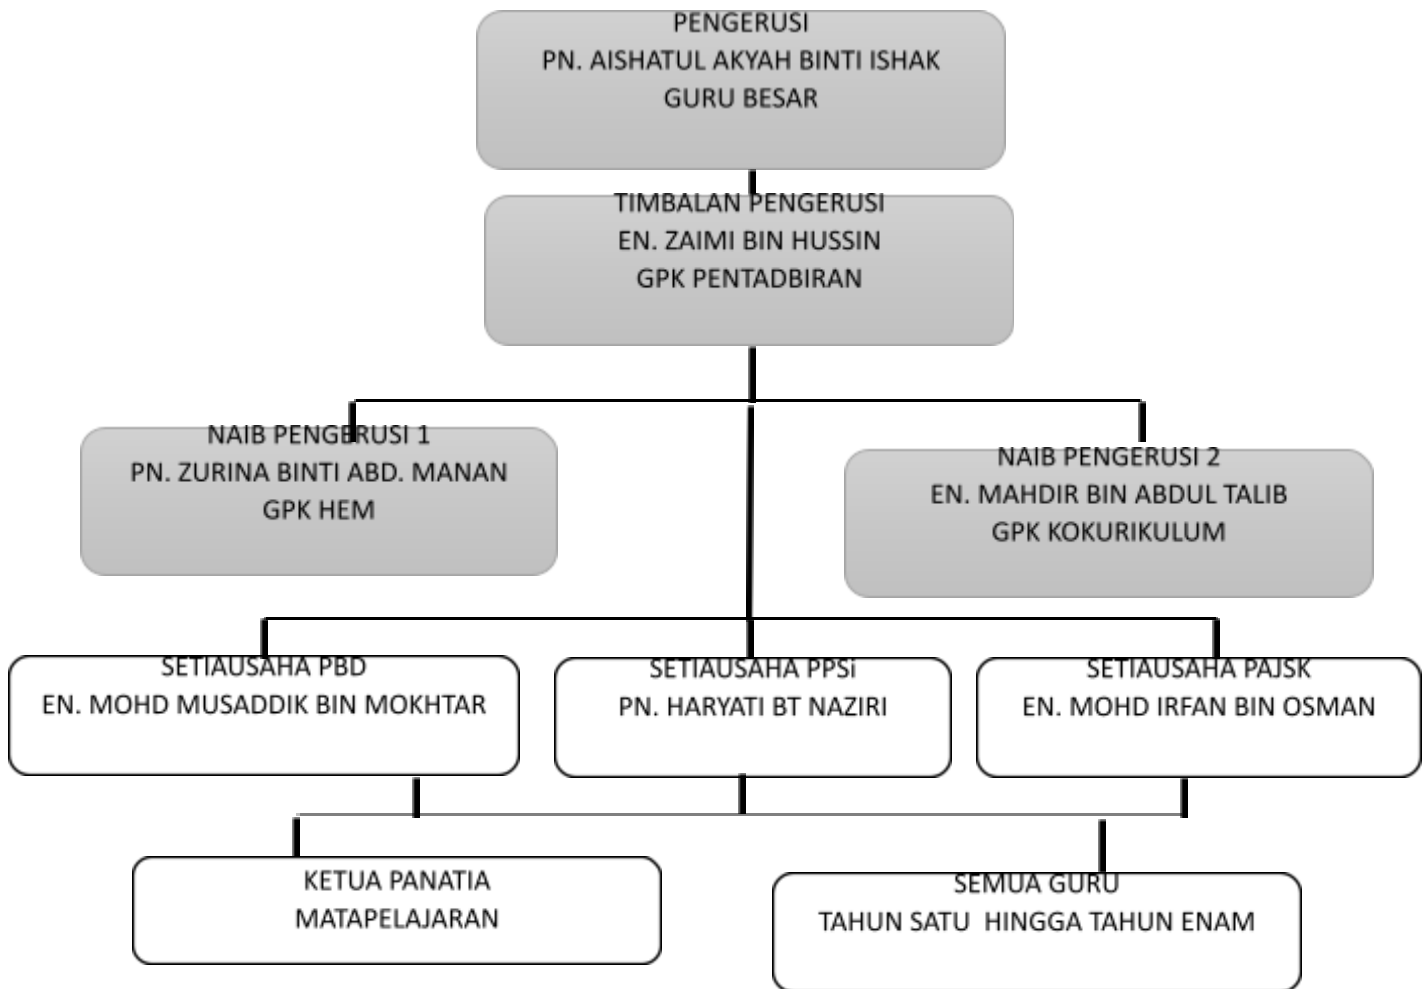 PENGERUSI
PN. AISHATUL AKYAH BINTI ISHAK
GURU BESAR
TIMBALAN PENGERUSI
EN. ZAIMI BIN HUSSIN
GPK PENTADBIRAN
NAIB PENGERUSI 1
PN. ZURINA BINTI ABD. MANAN
GPK HEM
NAIB PENGERUSI 2
EN. MAHDIR BIN ABDUL TALIB
GPK KOKURIKULUM
SETIAUSAHA PBD
EN. MOHD MUSADDIK BIN MOKHTAR
SETIAUSAHA PPSi
PN. HARYATI BT NAZIRI
SETIAUSAHA PAJSK
EN. MOHD IRFAN BIN OSMAN
KETUA PANATIA
MATAPELAJARAN
SEMUA GURU
TAHUN SATU  HINGGA TAHUN ENAM